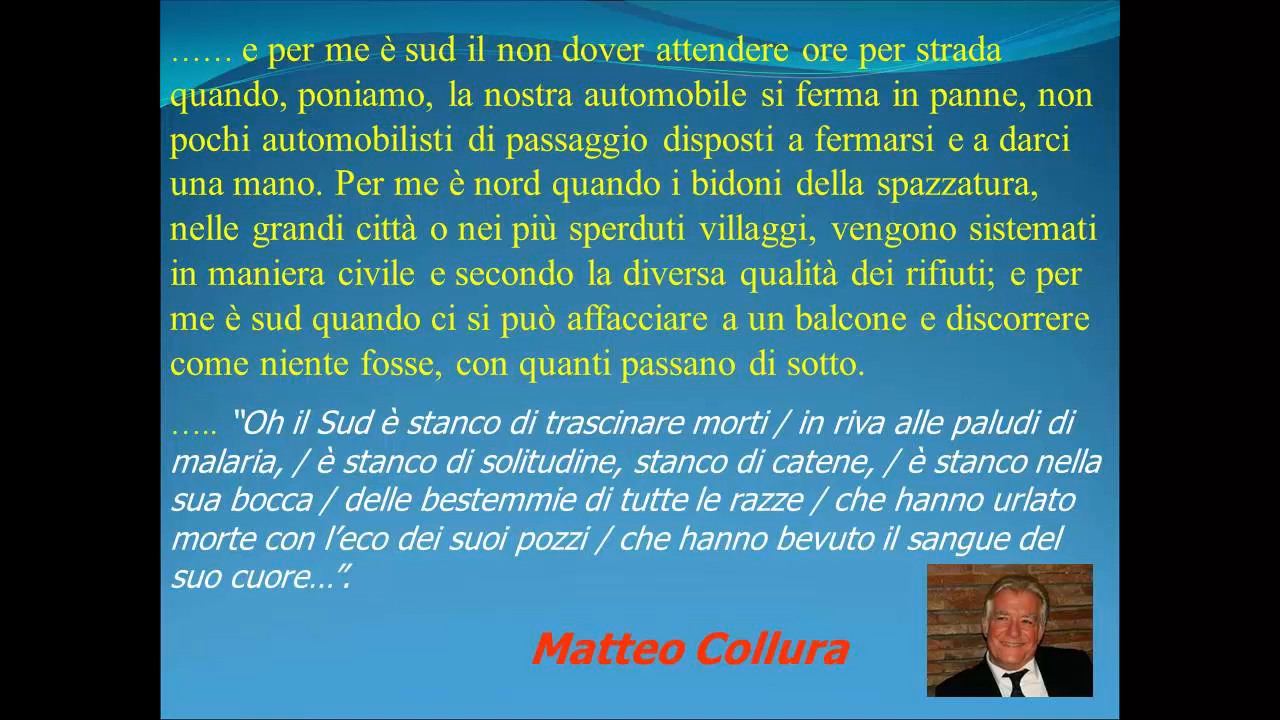 …… e per me è sud il non dover attendere ore per strada
quando, poniamo, la nostra automobile si ferma in panne, non
pochi automobilisti di passaggio disposti a fermarsi e a darci
una mano. Per me è nord quando i bidoni della spazzatura,
nelle grandi città o nei più sperduti villaggi, vengono sistemati
in maniera civile e secondo la diversa qualità dei rifiuti; e per
me è sud quando ci si può affacciare a un balcone e discorrere
come niente fosse, con quanti passano di sotto.
….. “Oh il Sud è stanco di trascinare morti / in riva alle paludi di
malaria, / è stanco di solitudine, stanco di catene, / è stanco nella
sua bocca / delle bestemmie di tutte le razze / che hanno urlato
morte con l’eco dei suoi pozzi / che hanno bevuto il sangue del
suo cuore…”.
Matteo Collura